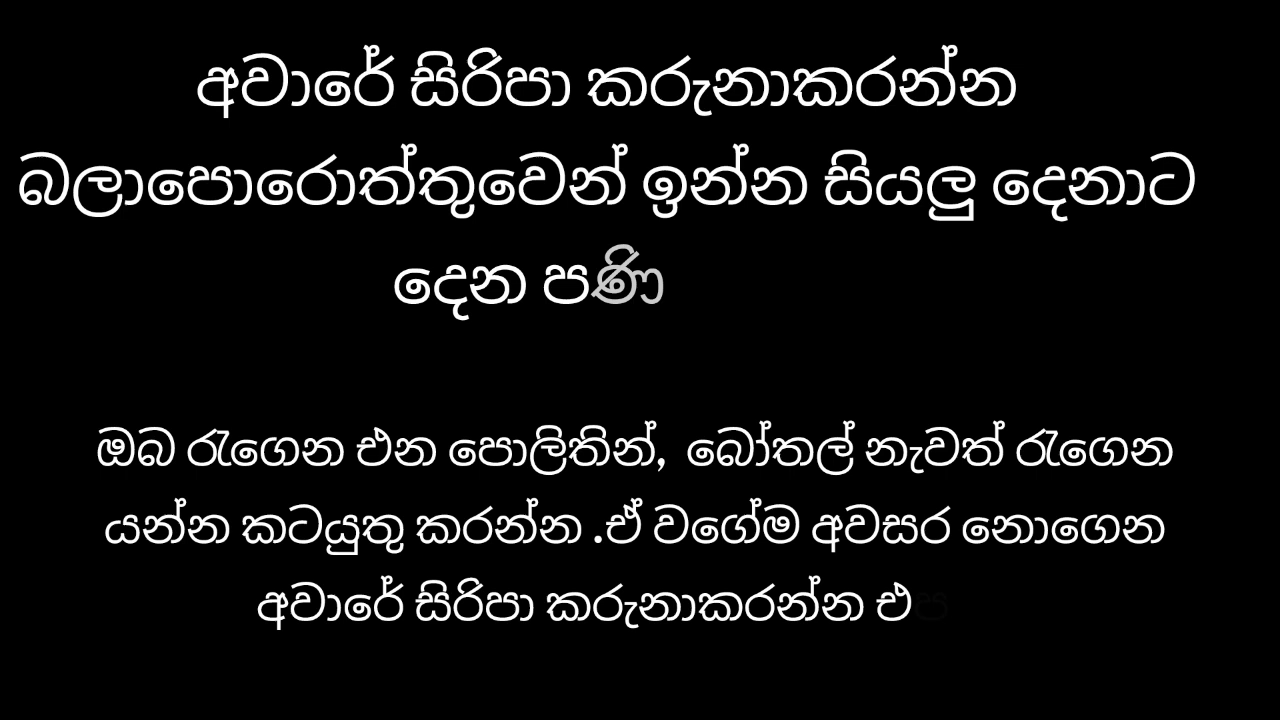 අවාරේ සිරිපා කරුනාකරන්න
බලාපොරොත්තුවෙන් ඉන්න සියලු දෙනාට
දෙන පණි
ඔබ රැගෙන එන පොලිතින්, බෝතල් නැවත් රැගෙන
යන්න කටයුතු කරන්න .ඒ වගේම අවසර නොගෙන
අවාරේ සිරිපා කරුනාකරන්න එප